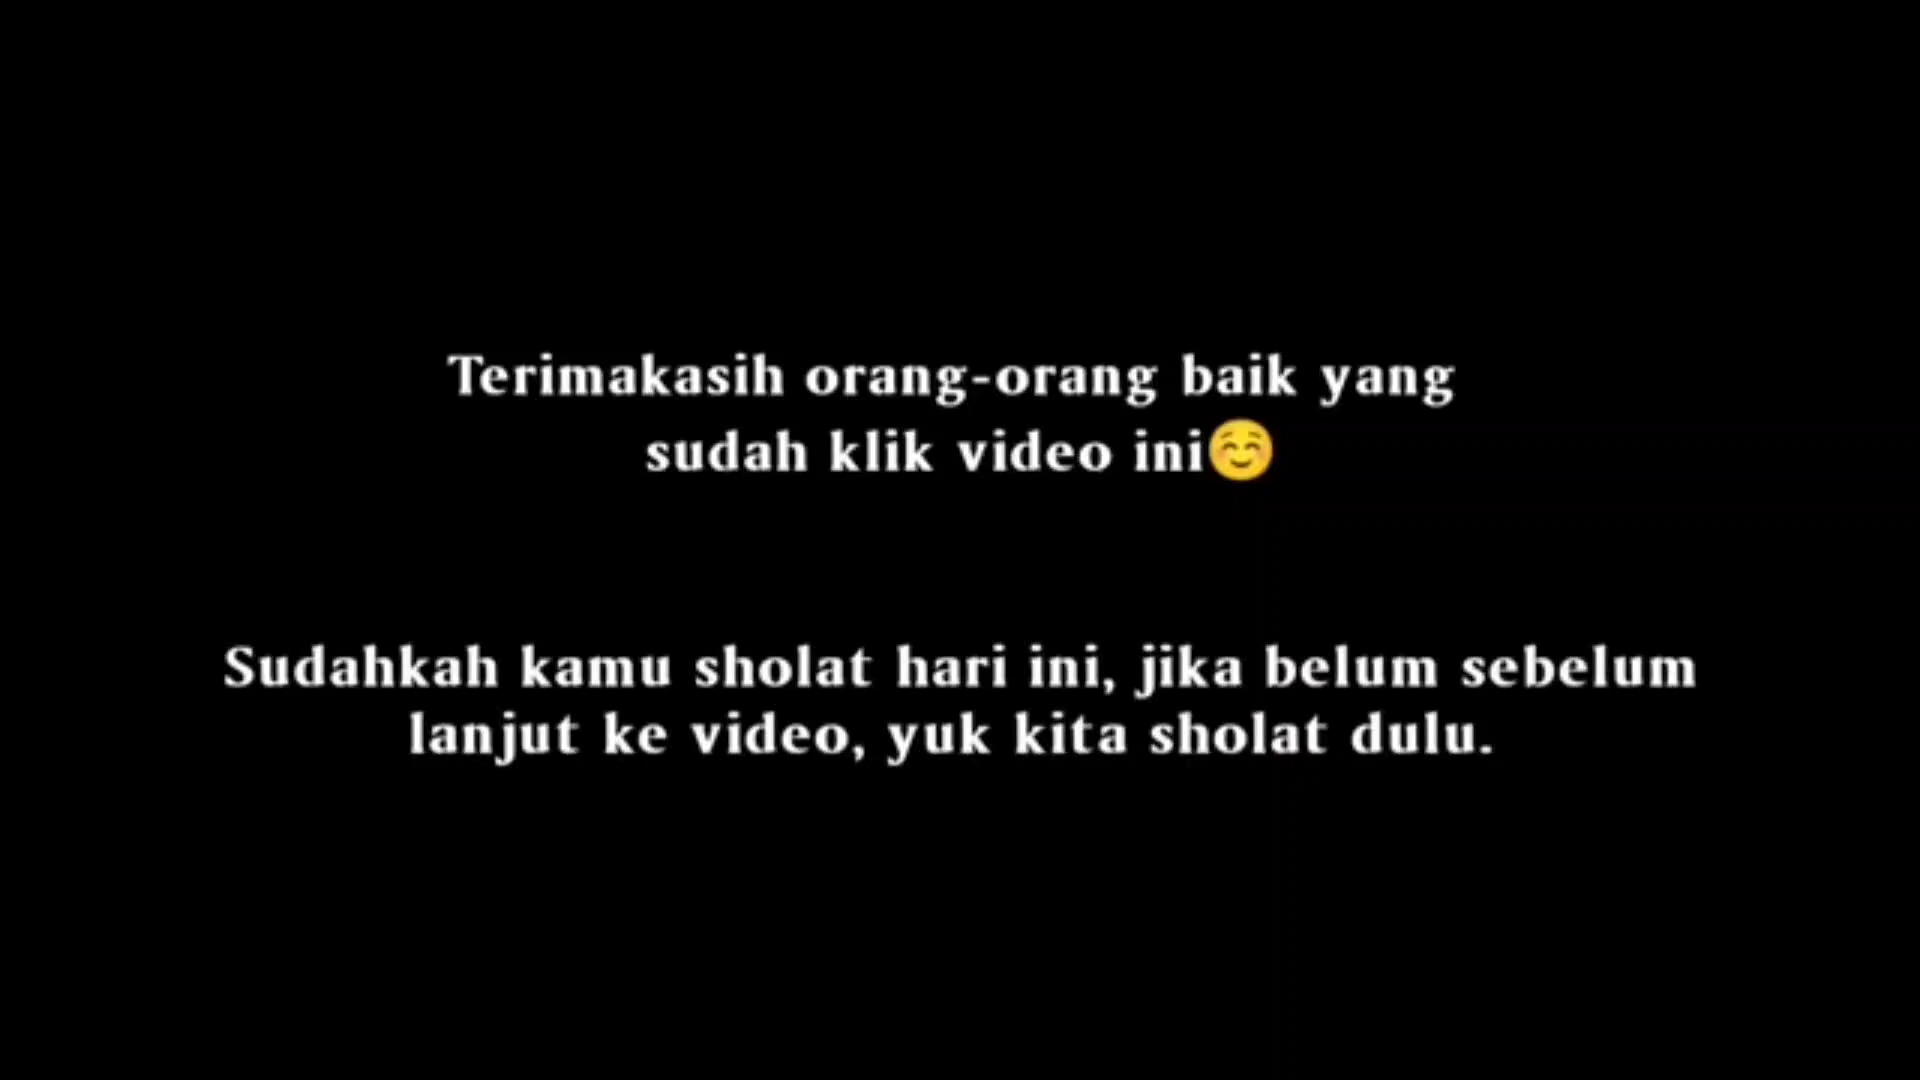 Terimakasih orang-orang baik yang
sudah klik video ini☺️
Sudahkah kamu sholat hari ini, jika belum sebelum
lanjut ke video, yuk kita sholat dulu.